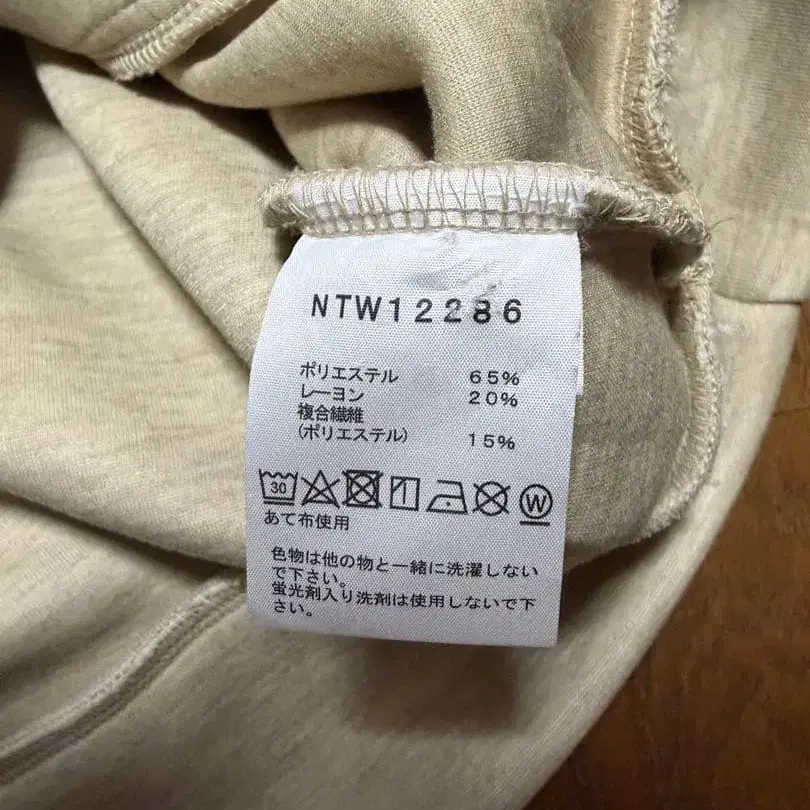 NTW12286
ポリエステル 65%
レーヨン 20%
複合繊維
(ポリエステル) 15%
30 W
あて布使用
色物は他の物と一緒に洗濯しない
で下さい。
蛍光剤入り洗剤は使用しないで下
さい。